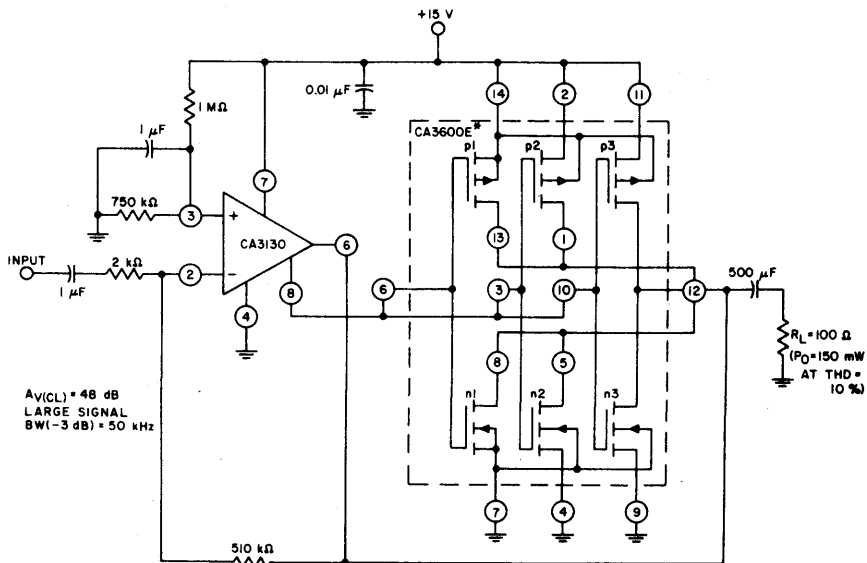 +15 V
0.01 µF
1 MΩ
1 µF
14
2
11
CA3600E*
p1
p2
p3
7
750 kΩ
3
+
CA3130
6
13
1
INPUT
1 µF
2 kΩ
2
−
8
4
6
3
10
12
500 µF
RL=100 Ω
(PO=150 mW
AT THD=
10 %)
8
5
AV(CL) = 48 dB
LARGE SIGNAL
BW(-3 dB) = 50 kHz
n1
n2
n3
7
4
9
510 kΩ